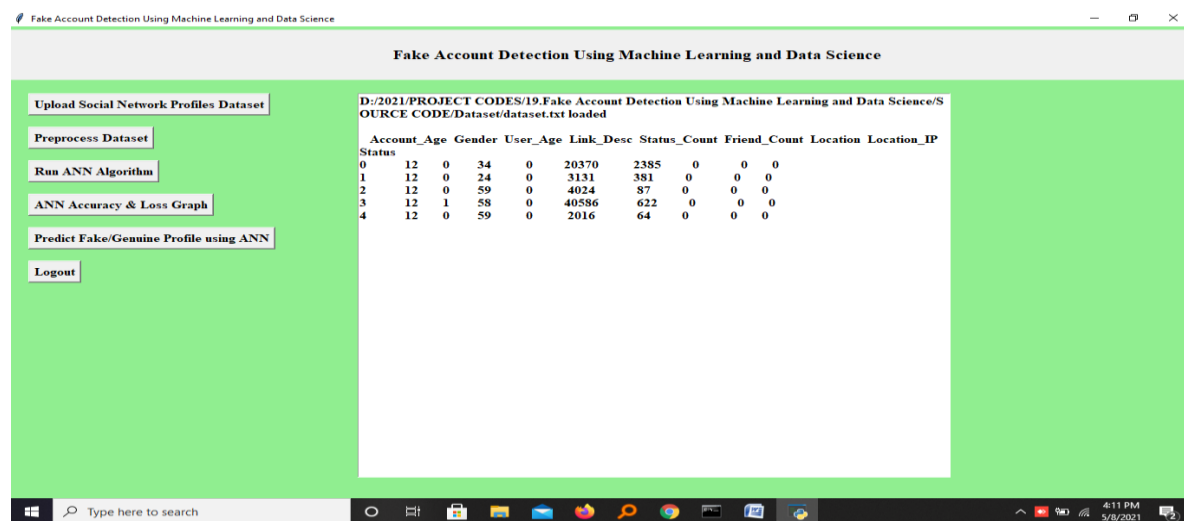 Fake Account Detection Using Machine Learning and Data Science
Fake Account Detection Using Machine Learning and Data Science
Upload Social Network Profiles Dataset
Preprocess Dataset
Run ANN Algorithm
ANN Accuracy & Loss Graph
Predict Fake/Genuine Profile using ANN
Logout
D:/2021/PROJECT CODES/19.Fake Account Detection Using Machine Learning and Data Science/S
OURCE CODE/Dataset/dataset.txt loaded
Account_Age Gender User_Age Link_Desc Status_Count Friend_Count Location Location_IP
Status
0 12 0 34 0 20370 2385 0 0 0
1 12 0 24 0 3131 381 0 0 0
2 12 0 59 0 4024 87 0 0 0
3 12 1 58 0 40586 622 0 0 0
4 12 0 59 0 2016 64 0 0 0
Type here to search
4:11 PM
5/8/2021
2